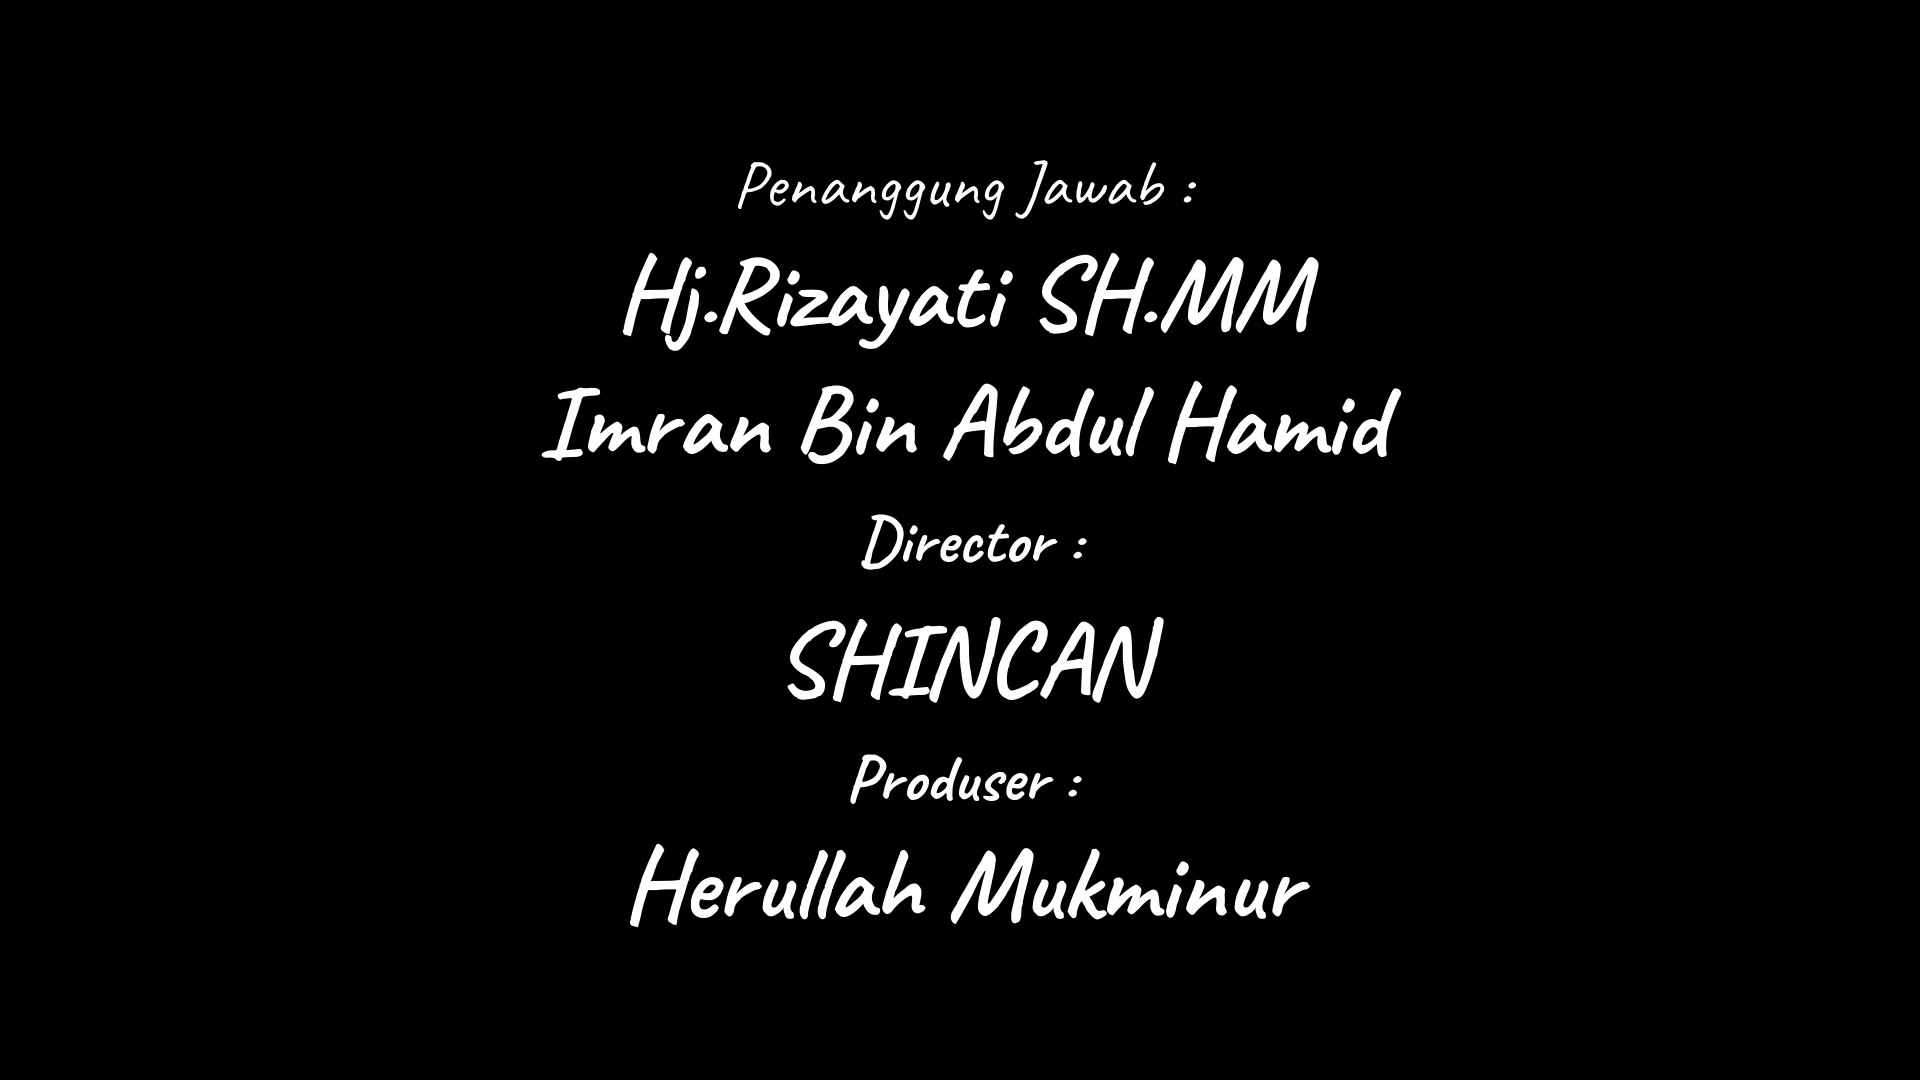 Penanggung Jawab :
Hj.Rizayati SH.MM
Imran Bin Abdul Hamid
Director :
SHINCAN
Produser :
Herullah Mukminur